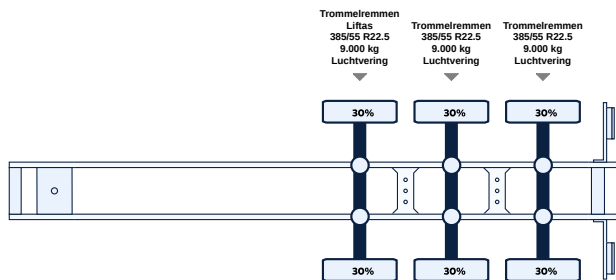 Trommelremmen
Liftas
385/55 R22.5
9.000 kg
Luchtvering
Trommelremmen
385/55 R22.5
9.000 kg
Luchtvering
Trommelremmen
385/55 R22.5
9.000 kg
Luchtvering
30%
30%
30%
30%
30%
30%